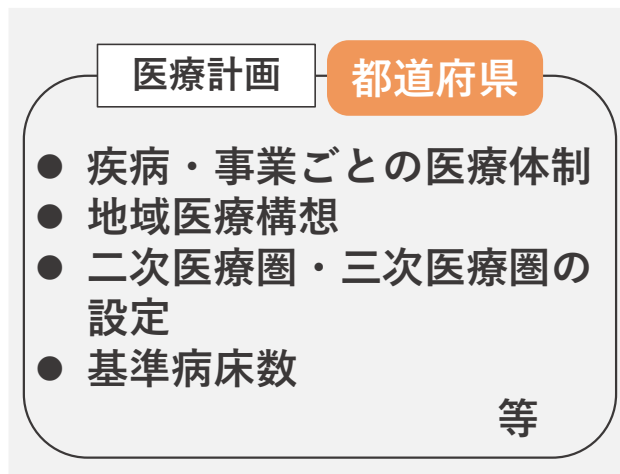 医療計画
都道府県
● 疾病・事業ごとの医療体制
● 地域医療構想
● 二次医療圏・三次医療圏の
設定
● 基準病床数
等